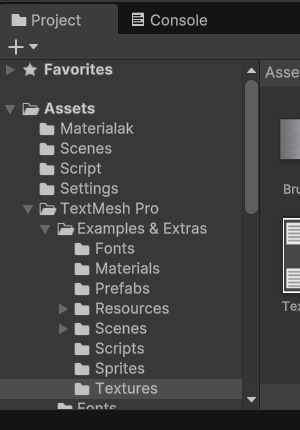 Project
Console
Favorites
Asse
Assets
Materialak
Scenes
Script
Settings
TextMesh Pro
Examples & Extras
Fonts
Materials
Prefabs
Resources
Scenes
Scripts
Sprites
Textures
Fonts
Bru
Tex